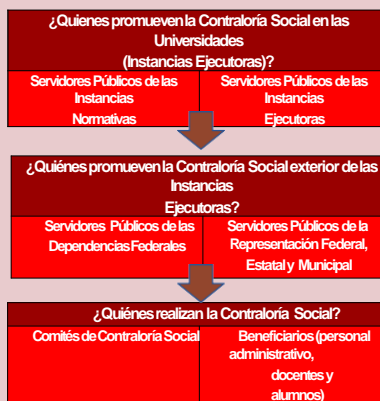 ¿Quienes promueven la Contraloría Social en las
Universidades
(Instancias Ejecutoras)?
Servidores Públicos de las
Instancias
Normativas
Servidores Públicos de las
Instancias
Ejecutoras
¿Quiénes promueven la Contraloría Social exterior de las
Instancias
Ejecutoras?
Servidores Públicos de las
Dependencias Federales
Servidores Públicos de la
Representación Federal,
Estatal y Municipal
¿Quiénes realizan la Contraloría Social?
Comités de Contraloría Social
Beneficiarios (personal
administrativo,
docentes y
alumnos)